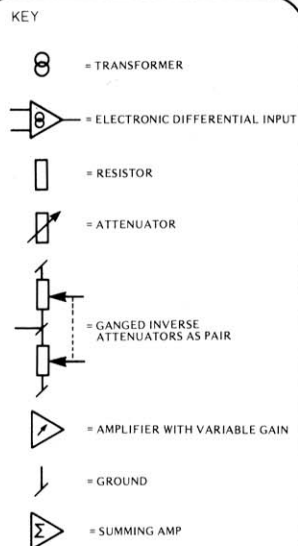 KEY
= TRANSFORMER
= ELECTRONIC DIFFERENTIAL INPUT
= RESISTOR
= ATTENUATOR
= GANGED INVERSE
ATTENUATORS AS PAIR
= AMPLIFIER WITH VARIABLE GAIN
= GROUND
Σ = SUMMING AMP